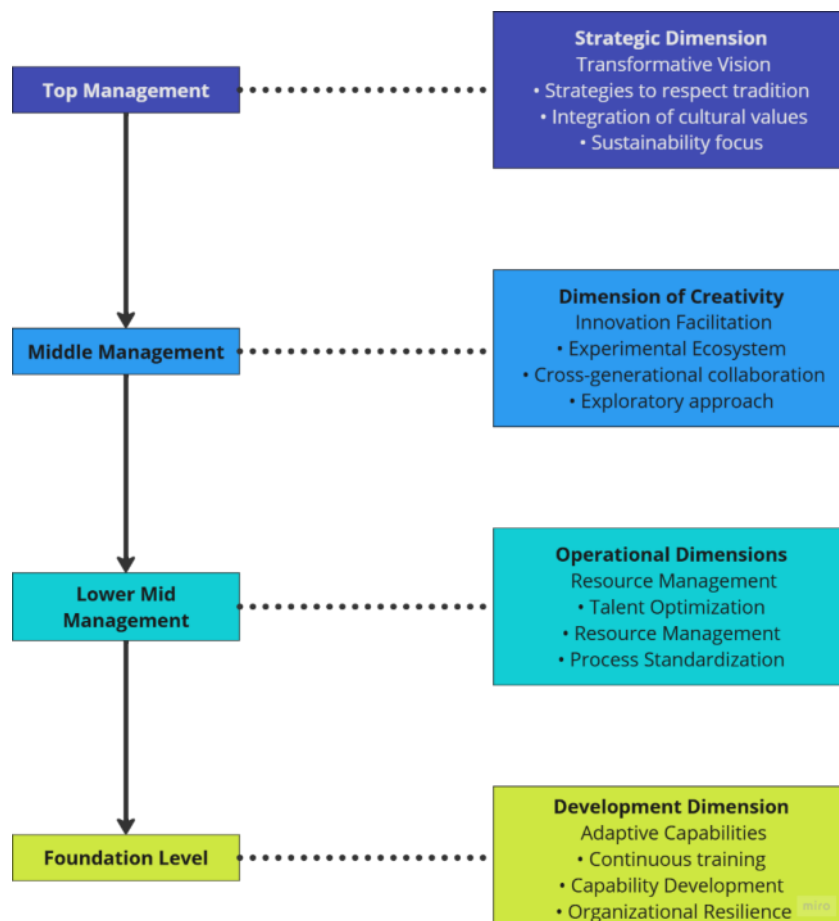 Top Management
Strategic Dimension
Transformative Vision
• Strategies to respect tradition
• Integration of cultural values
• Sustainability focus
Middle Management
Dimension of Creativity
Innovation Facilitation
• Experimental Ecosystem
• Cross-generational collaboration
• Exploratory approach
Lower Mid
Management
Operational Dimensions
Resource Management
• Talent Optimization
• Resource Management
• Process Standardization
Foundation Level
Development Dimension
Adaptive Capabilities
• Continuous training
• Capability Development
• Organizational Resilience
miro